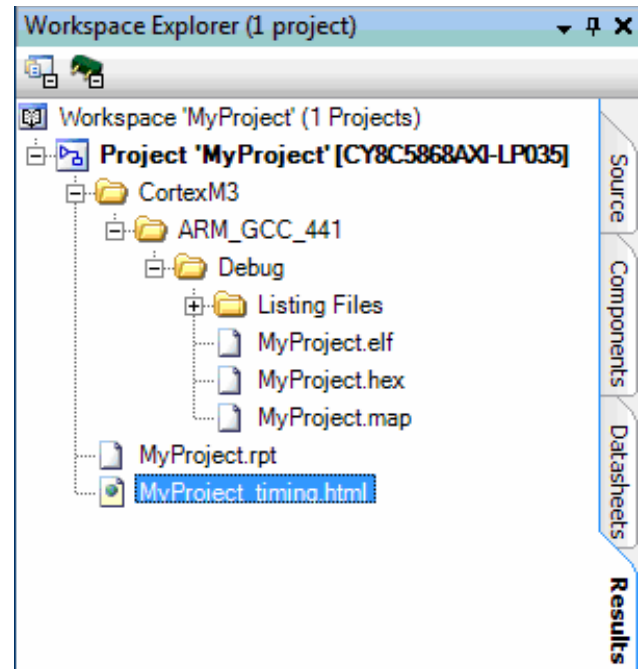 Workspace Explorer (1 project)
Workspace 'MyProject' (1 Projects)
Project 'MyProject' [CY8C5868AXI-LP035]
CortexM3
ARM_GCC_441
Debug
Listing Files
MyProject.elf
MyProject.hex
MyProject.map
MyProject.rpt
MyProject_timing.html
Source
Components
Datasheets
Results